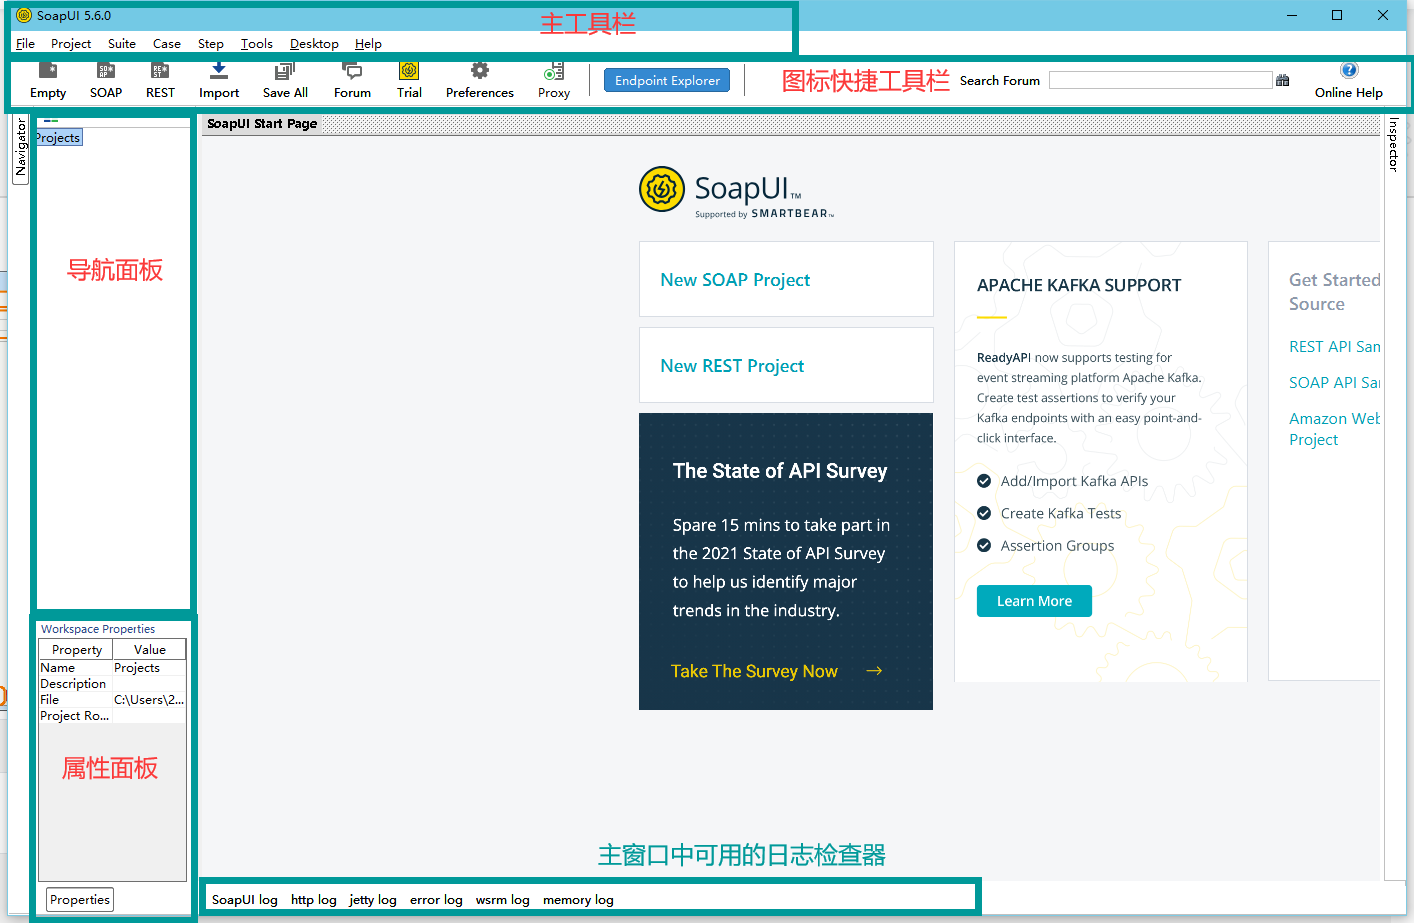 SoapUI 5.6.0
主工具栏
File Project Suite Case Step Tools Desktop Help
Empty SOAP REST Import Save All Forum Trial Preferences Proxy Endpoint Explorer 图标快捷工具栏 Search Forum Online Help
Navigator
Projects
导航面板
SoapUI Start Page
Inspector
SoapUI™
Supported by SMARTBEAR™
New SOAP Project
New REST Project
The State of API Survey
Spare 15 mins to take part in
the 2021 State of API Survey
to help us identify major
trends in the industry.
Take The Survey Now →
APACHE KAFKA SUPPORT
ReadyAPI now supports testing for
event streaming platform Apache Kafka.
Create test assertions to verify your
Kafka endpoints with an easy point-and-
click interface.
Add/Import Kafka APIs
Create Kafka Tests
Assertion Groups
Learn More
Get Started
Source
REST API Sam
SOAP API Sa
Amazon Web
Project
Workspace Properties
Property Value
Name Projects
Description
File C:\Users\2...
Project Ro...
属性面板
Properties
主窗口中可用的日志检查器
SoapUI log http log jetty log error log wsrm log memory log